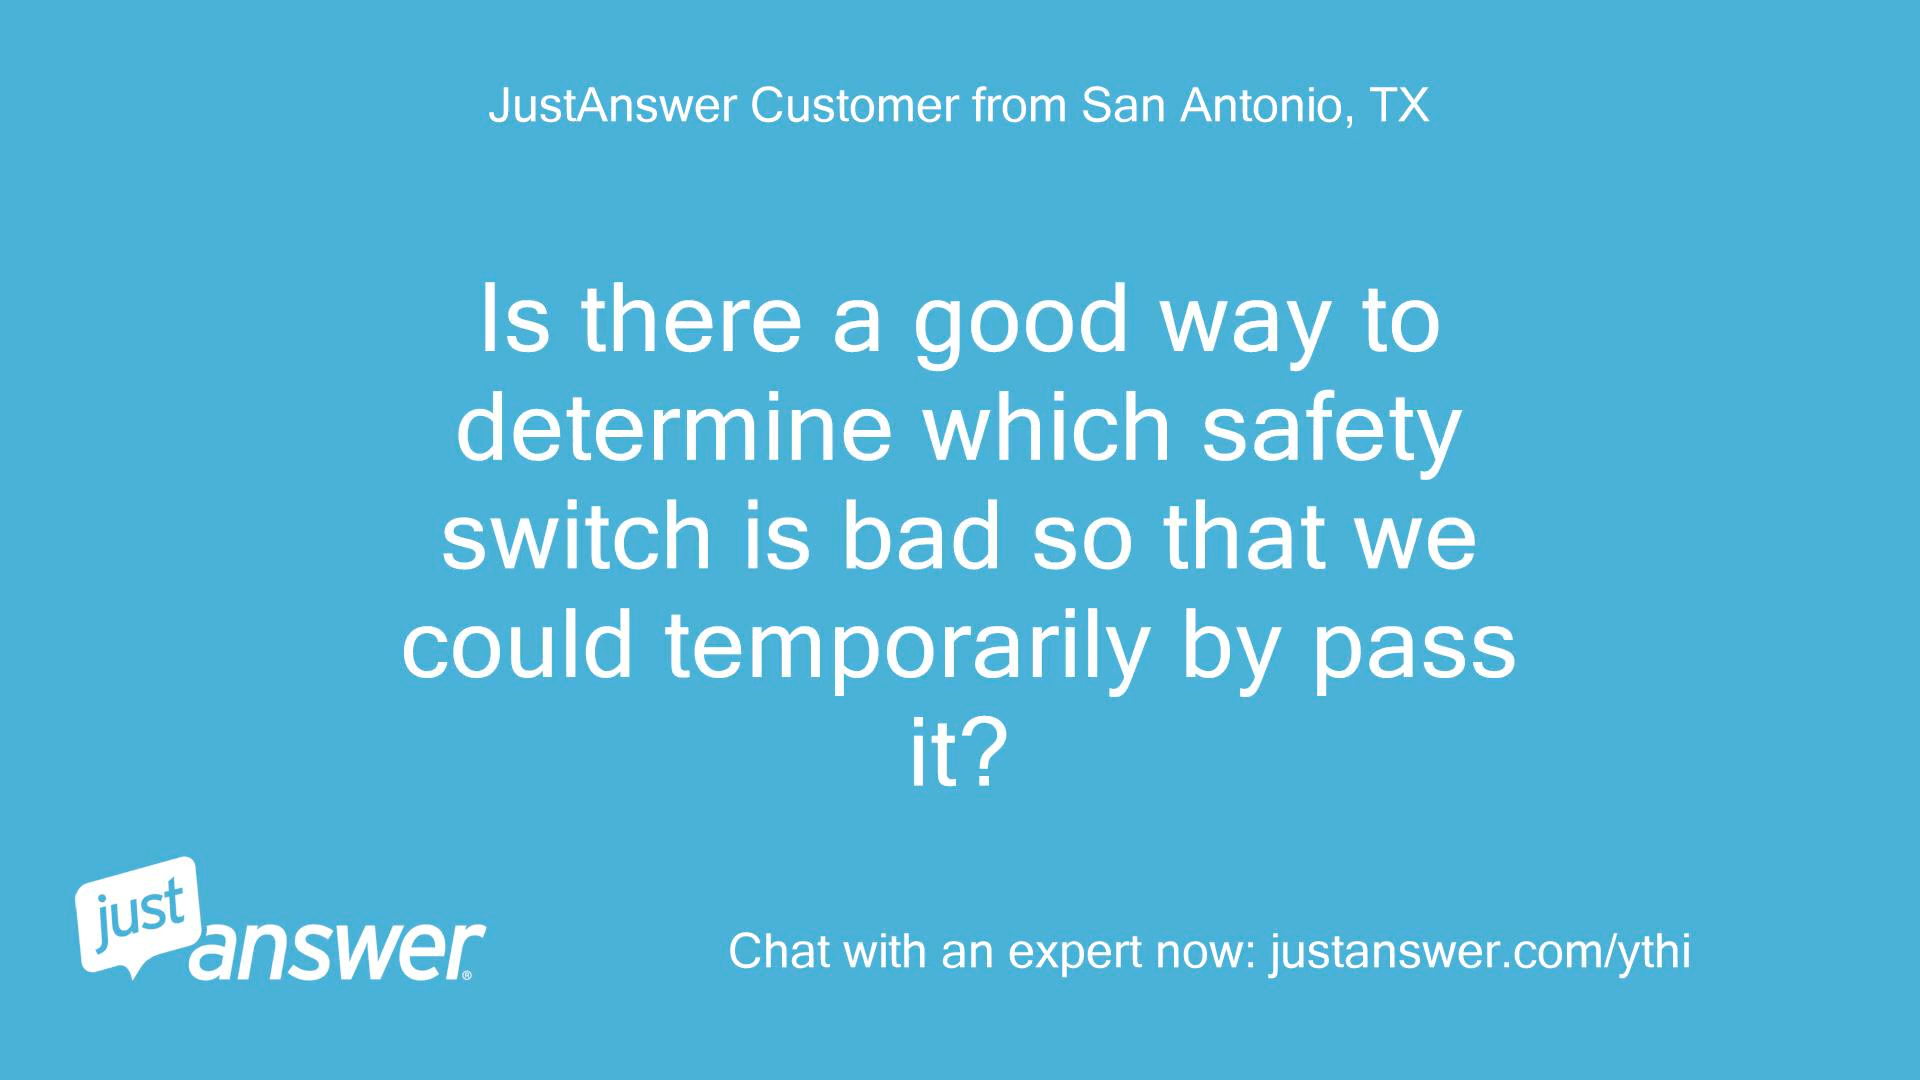 JustAnswer Customer from San Antonio, TX
Is there a good way to
determine which safety
switch is bad so that we
could temporarily by pass
it?
just
answer®
Chat with an expert now: justanswer.com/ythi